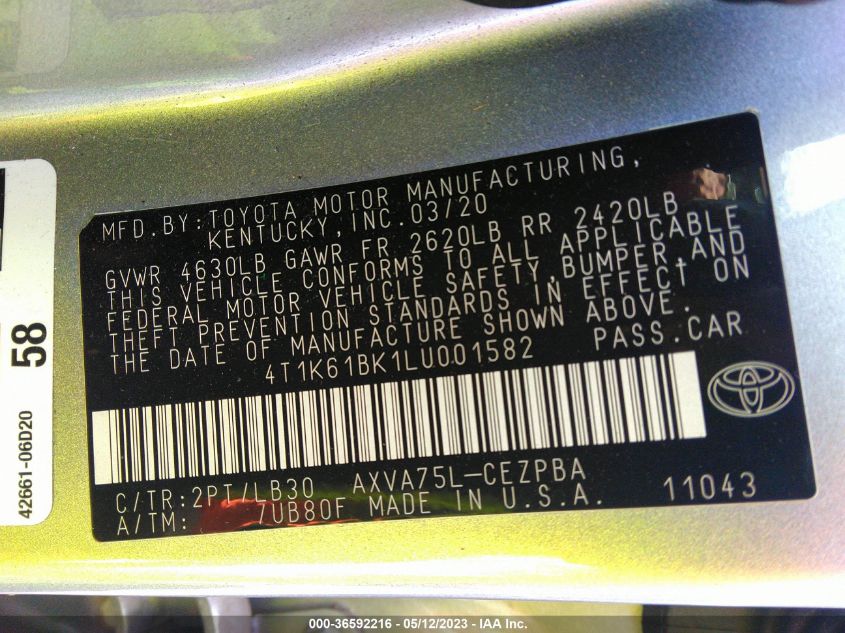 MFD.BY:TOYOTA MOTOR MANUFACTURING,
KENTUCKY,INC.03/20
GVWR 4630LB GAWR FR 2620LB RR 2420LB
THIS VEHICLE CONFORMS TO ALL APPLICABLE
FEDERAL MOTOR VEHICLE SAFETY,BUMPER,AND
THEFT PREVENTION STANDARDS IN EFFECT ON
THE DATE OF MANUFACTURE SHOWN ABOVE.
4T1K61BK1LU001582 PASS.CAR
C/TR:2PT/LB30 AXVA75L-CEZPBA
A/TM: 7UB80F MADE IN U.S.A. 11043
58
42661-06D20
000-36592216 - 05/12/2023 - IAA Inc.